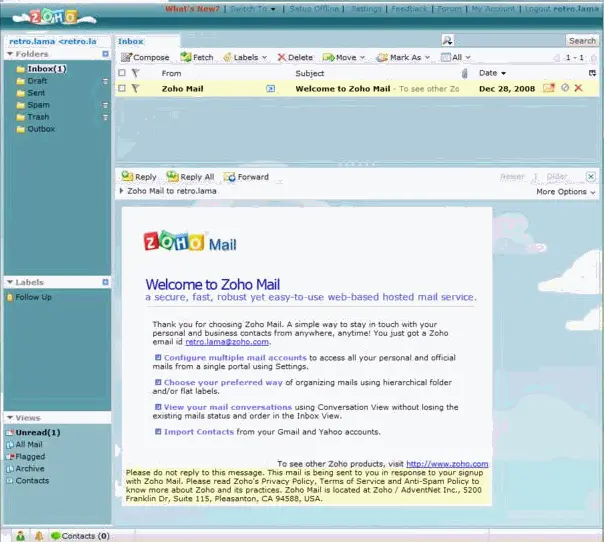 ZOHO
What's New? | Switch To | Setup Offline | Settings | Feedback | Forum | My Account | Logout retro.lama
retro.lama <retro.la
Inbox
Search
Folders
Compose Fetch Labels Delete Move Mark As All 1 - 1
Inbox(1)
From Subject Date
Draft
Zoho Mail Welcome to Zoho Mail - To see other Zo Dec 28, 2008
Sent
Spam
Trash
Outbox
Reply Reply All Forward Newer | Older
Zoho Mail to retro.lama More Options
ZOHO Mail
Welcome to Zoho Mail
a secure, fast, robust yet easy-to-use web-based hosted mail service.
Thank you for choosing Zoho Mail. A simple way to stay in touch with your
personal and business contacts from anywhere, anytime! You just got a Zoho
email id retro.lama@zoho.com.
Configure multiple mail accounts to access all your personal and official
mails from a single portal using Settings.
Choose your preferred way of organizing mails using hierarchical folder
and/or flat labels.
View your mail conversations using Conversation View without losing the
existing mails status and order in the Inbox View.
Import Contacts from your Gmail and Yahoo accounts.
To see other Zoho products, visit http://www.zoho.com
Please do not reply to this message. This mail is being sent to you in response to your signup
with Zoho Mail. Please read Zoho's Privacy Policy, Terms of Service and Anti-Spam Policy to
know more about Zoho and its practices. Zoho Mail is located at Zoho / AdventNet Inc., 5200
Franklin Dr, Suite 115, Pleasanton, CA 94588, USA.
Labels
Follow Up
Views
Unread(1)
All Mail
Flagged
Archive
Contacts
Contacts (0)